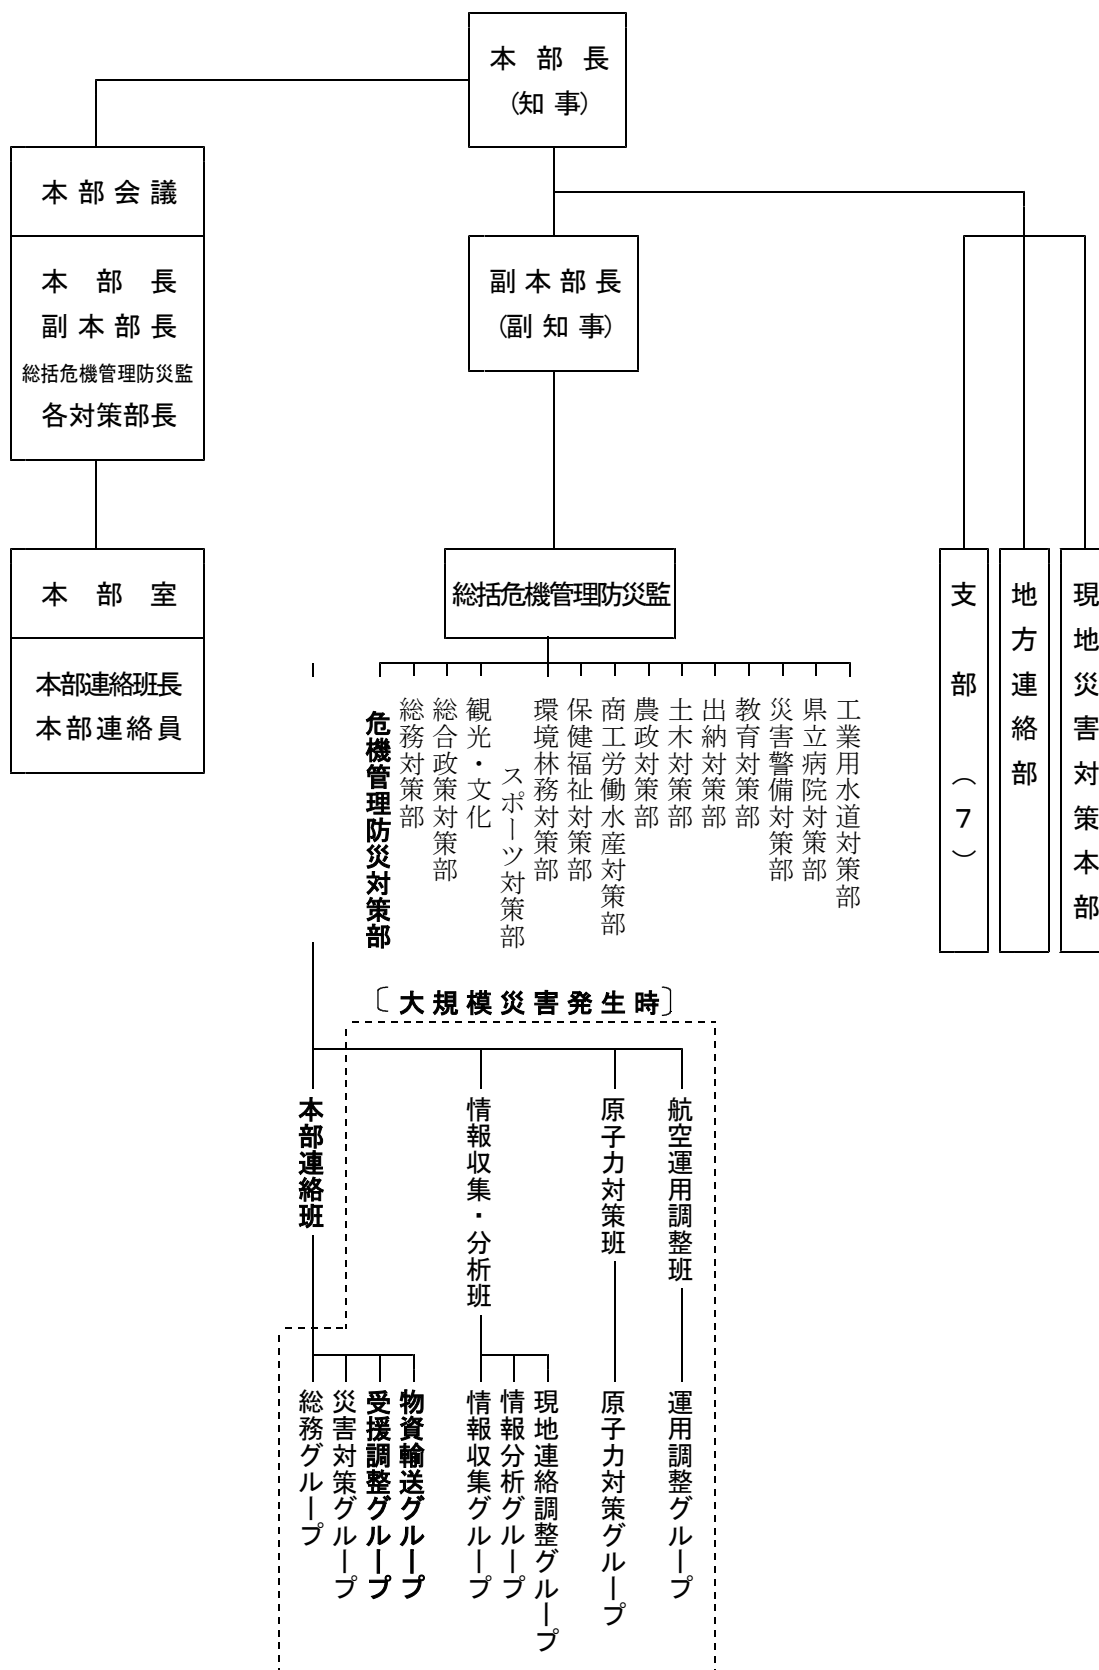 本部長
（知事）
本部会議
本部長
副本部長
総括危機管理防災監
各対策部長
副本部長
（副知事）
本部室
本部連絡班長
本部連絡員
総括危機管理防災監
支部（７）
地方連絡部
現地災害対策本部
危機管理防災対策部
総務対策部
総合政策対策部
観光・文化
スポーツ対策部
環境林務対策部
保健福祉対策部
商工労働水産対策部
農政対策部
土木対策部
出納対策部
教育対策部
災害警備対策部
県立病院対策部
工業用水道対策部
〔大規模災害発生時〕
本部連絡班
情報収集・分析班
原子力対策班
航空運用調整班
総務グループ
災害対策グループ
受援調整グループ
物資輸送グループ
情報収集グループ
情報分析グループ
現地連絡調整グループ
原子力対策グループ
運用調整グループ